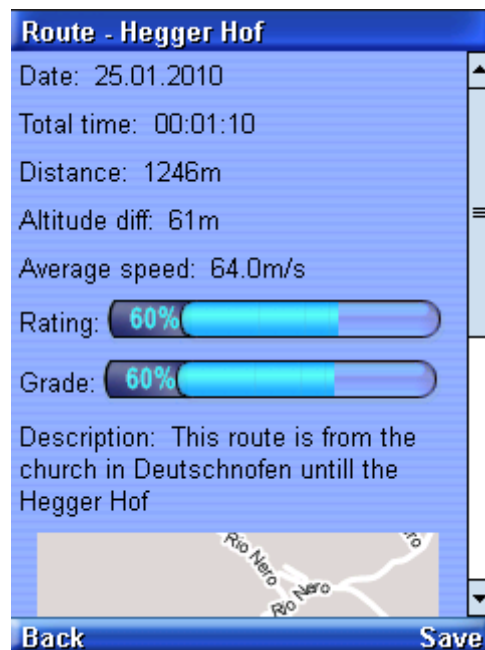 Route - Hegger Hof
Date: 25.01.2010
Total time: 00:01:10
Distance: 1246m
Altitude diff: 61m
Average speed: 64.0m/s
Rating: 60%
Grade: 60%
Description: This route is from the
church in Deutschnofen untill the
Hegger Hof
Rio Nero
Rio Nero
ro
Back Save